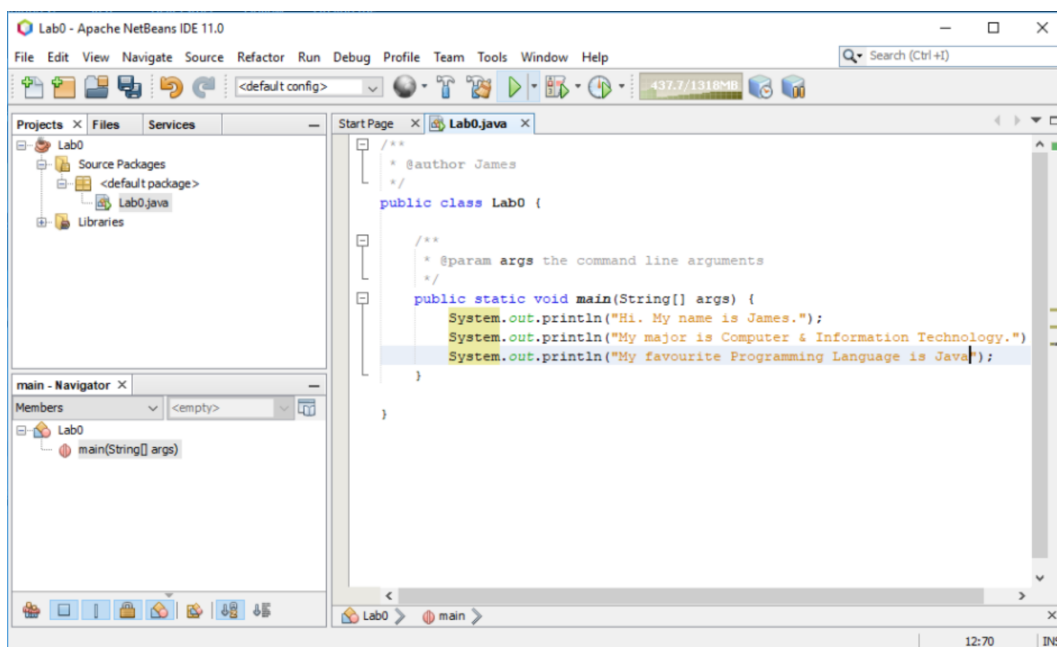 Lab0 - Apache NetBeans IDE 11.0
File Edit View Navigate Source Refactor Run Debug Profile Team Tools Window Help
Search (Ctrl+I)
<default config>
437.7/1318MB
Projects Files Services
Lab0
Source Packages
<default package>
Lab0.java
Libraries
main - Navigator
Members
<empty>
Lab0
main(String[] args)
Start Page Lab0.java
/**
* @author James
*/
public class Lab0 {
/**
* @param args the command line arguments
*/
public static void main(String[] args) {
System.out.println("Hi. My name is James.");
System.out.println("My major is Computer & Information Technology.")
System.out.println("My favourite Programming Language is Java");
}
}
Lab0 main
12:70 INS